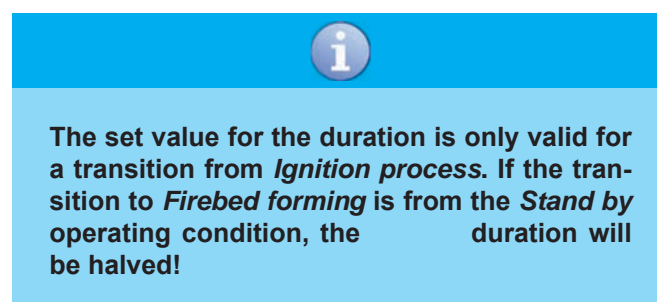 The set value for the duration is only valid for
a transition from Ignition process. If the tran-
sition to Firebed forming is from the Stand by
operating condition, the duration will
be halved!